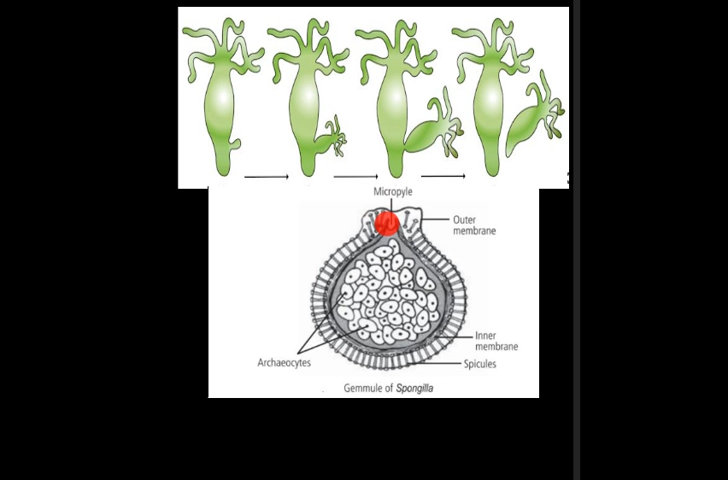 Micropyle
Outer
membrane
Inner
membrane
Archaeocytes
Spicules
Gemmule of Spongilla